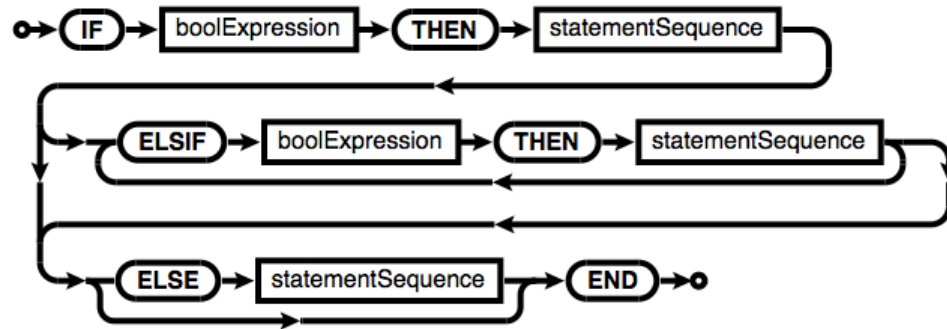 IF boolExpression THEN statementSequence
ELSIF boolExpression THEN statementSequence
ELSE statementSequence END